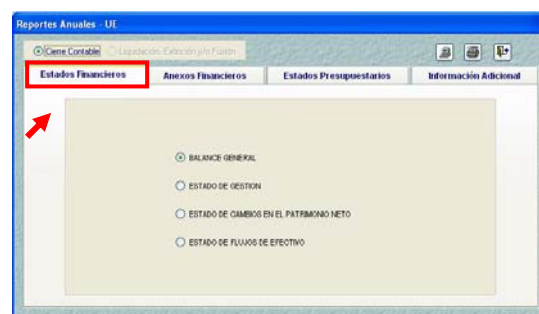 Reportes Anuales - UE
Cierre Contable Liquidación, Extinción y/o Fusión
Estados Financieros Anexos Financieros Estados Presupuestarios Información Adicional
BALANCE GENERAL
ESTADO DE GESTION
ESTADO DE CAMBIOS EN EL PATRIMONIO NETO
ESTADO DE FLUJOS DE EFECTIVO